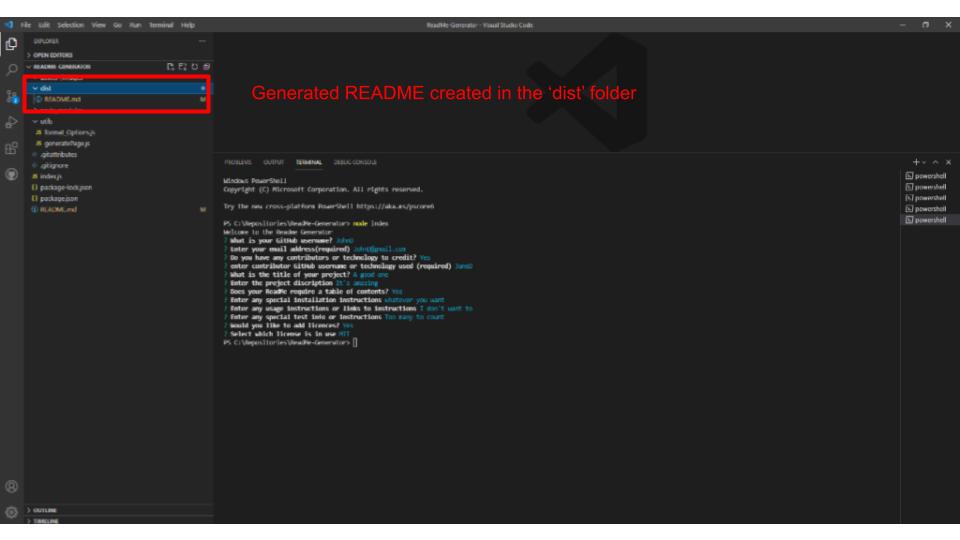 File Edit Selection View Go Run Terminal Help
ReadMe-Generator - Visual Studio Code
EXPLORER
OPEN EDITORS
README-GENERATOR
dist
README.md M
utils
format_Options.js
generatePage.js
.gitattributes
.gitignore
index.js
package-lock.json
package.json
README.md M
OUTLINE
TIMELINE
Generated README created in the ‘dist’ folder
PROBLEMS OUTPUT TERMINAL DEBUG CONSOLE
Windows PowerShell
Copyright (C) Microsoft Corporation. All rights reserved.
Try the new cross-platform PowerShell https://aka.ms/pscore6
PS C:\Repositories\ReadMe-Generator> node index
Welcome to the Readme Generator
? What is your GitHub username? JohnD
? Enter your email address(required) JohnD@gmail.com
? Do you have any contributors or technology to credit? Yes
? enter contributor GitHub username or technology used (required) JaneD
? What is the title of your project? A good one
? Enter the project discription It's amazing
? Does your ReadMe require a table of contents? Yes
? Enter any special installation instructions whatever you want
? Enter any usage instructions or links to instructions I don't want to
? Enter any special test info or instructions Too many to count
? Would you like to add licences? Yes
? Select which license is in use MIT
PS C:\Repositories\ReadMe-Generator>
powershell
powershell
powershell
powershell
powershell